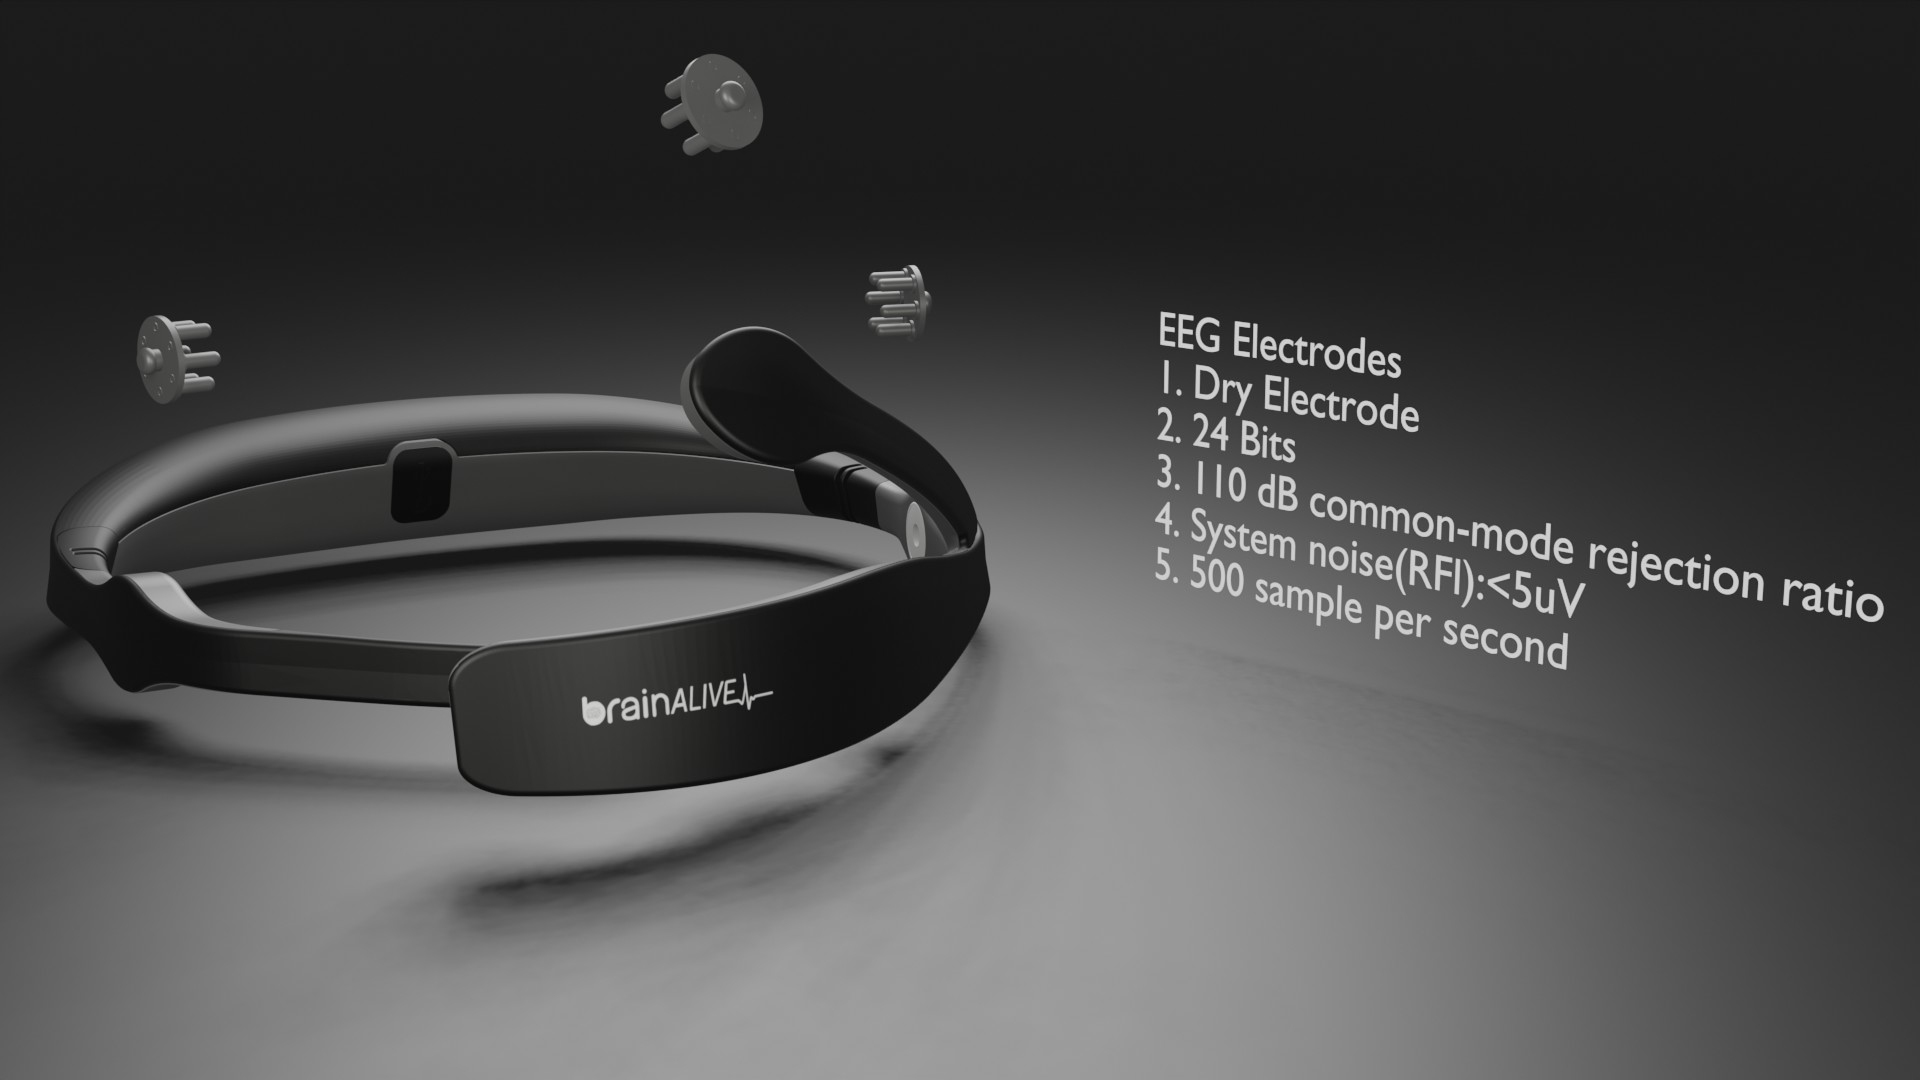 EEG Electrodes
1. Dry Electrode
2. 24 Bits
3. 110 dB common-mode rejection ratio
4. System noise(RFI):<5uV
5. 500 sample per second
brainALIVE